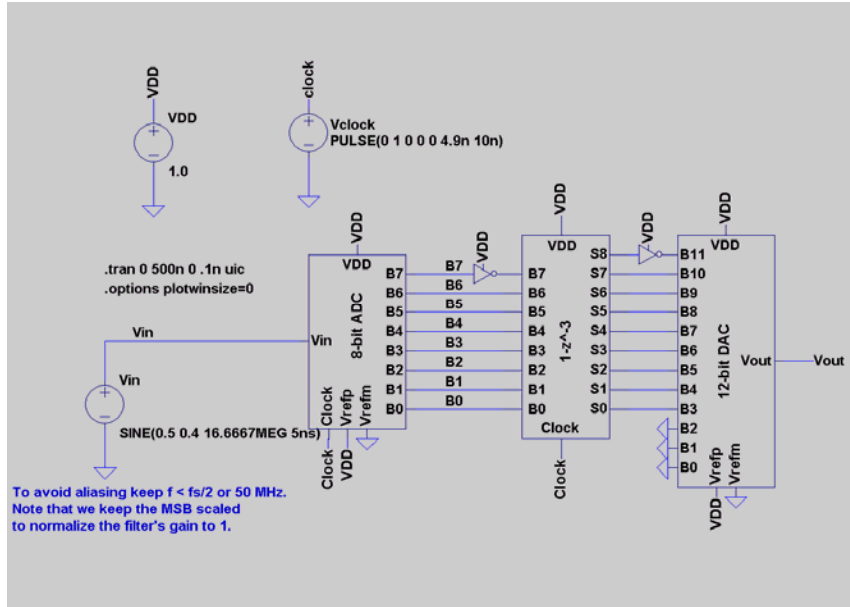 VDD
VDD
1.0
clock
Vclock
PULSE(0 1 0 0 0 4.9n 10n)
.tran 0 500n 0 .1n uic
.options plotwinsize=0
Vin
Vin
SINE(0.5 0.4 16.6667MEG 5ns)
VDD
VDD
8-bit ADC
Vin
B7
B6
B5
B4
B3
B2
B1
B0
Clock
Vrefp
Vrefm
Clock
VDD
B7
B6
B5
B4
B3
B2
B1
B0
VDD
VDD
VDD
1-z^-3
B7
B6
B5
B4
B3
B2
B1
B0
S8
S7
S6
S5
S4
S3
S2
S1
S0
Clock
Clock
VDD
VDD
VDD
12-bit DAC
B11
B10
B9
B8
B7
B6
B5
B4
B3
B2
B1
B0
Vout
Vout
Vrefp
Vrefm
VDD
To avoid aliasing keep f < fs/2 or 50 MHz.
Note that we keep the MSB scaled
to normalize the filter's gain to 1.